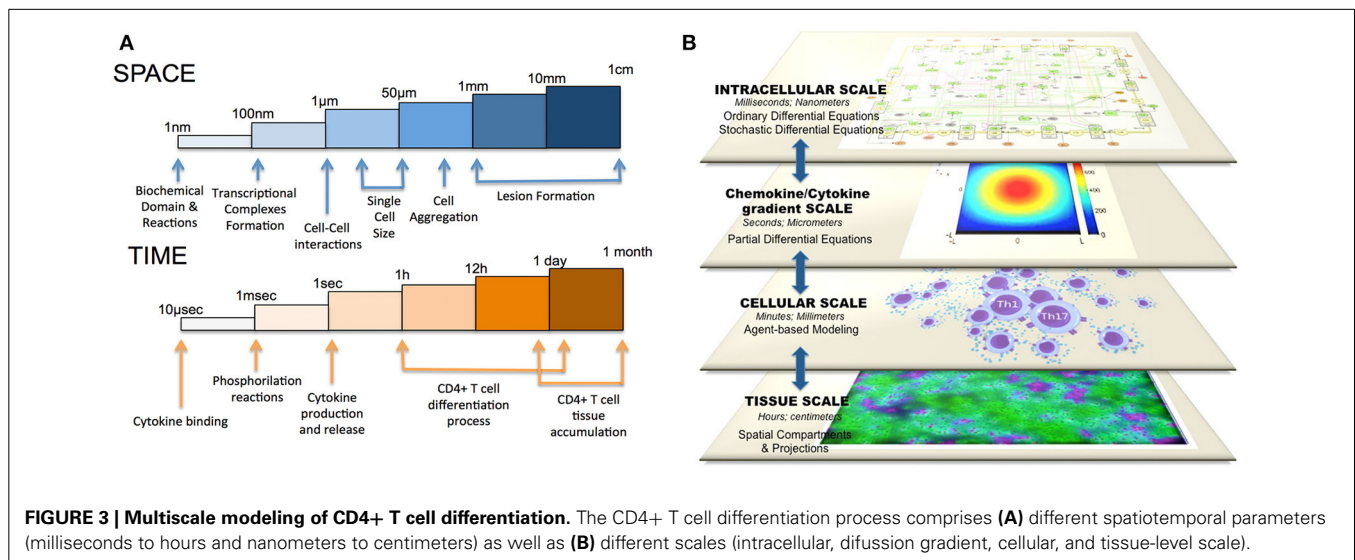 A
SPACE
1nm
100nm
1µm
50µm
1mm
10mm
1cm
Biochemical
Domain &
Reactions
Transcriptional
Complexes
Formation
Cell-Cell
interactions
Single
Cell
Size
Cell
Aggregation
Lesion Formation
TIME
10µsec
1msec
1sec
1h
12h
1 day
1 month
Cytokine binding
Phosphorilation
reactions
Cytokine
production
and release
CD4+ T cell
differentiation
process
CD4+ T cell
tissue
accumulation
B
INTRACELLULAR SCALE
Milliseconds; Nanometers
Ordinary Differential Equations
Stochastic Differential Equations
Chemokine/Cytokine
gradient SCALE
Seconds; Micrometers
Partial Differential Equations
400
200
0
-L
0
L
CELLULAR SCALE
Minutes; Millimeters
Agent-based Modeling
Th1
Th17
TISSUE SCALE
Hours; centimeters
Spatial Compartments
& Projections
FIGURE 3 | Multiscale modeling of CD4+ T cell differentiation. The CD4+ T cell differentiation process comprises (A) different spatiotemporal parameters
(milliseconds to hours and nanometers to centimeters) as well as (B) different scales (intracellular, difussion gradient, cellular, and tissue-level scale).